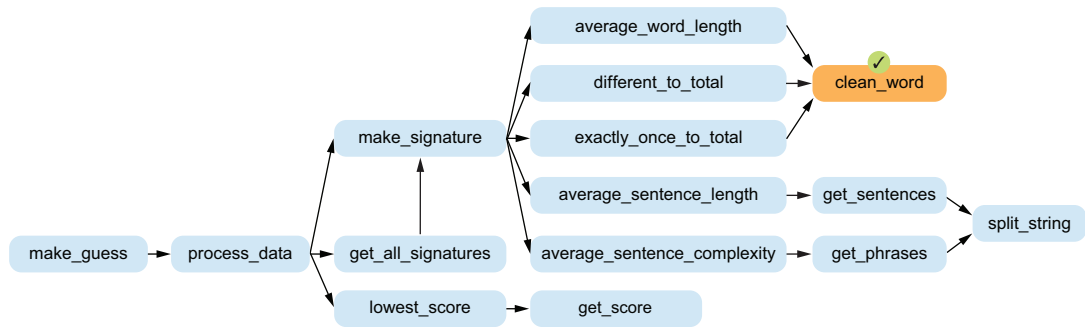 average_word_length
different_to_total
✓
clean_word
make_signature
exactly_once_to_total
average_sentence_length
get_sentences
split_string
make_guess
process_data
get_all_signatures
average_sentence_complexity
get_phrases
lowest_score
get_score